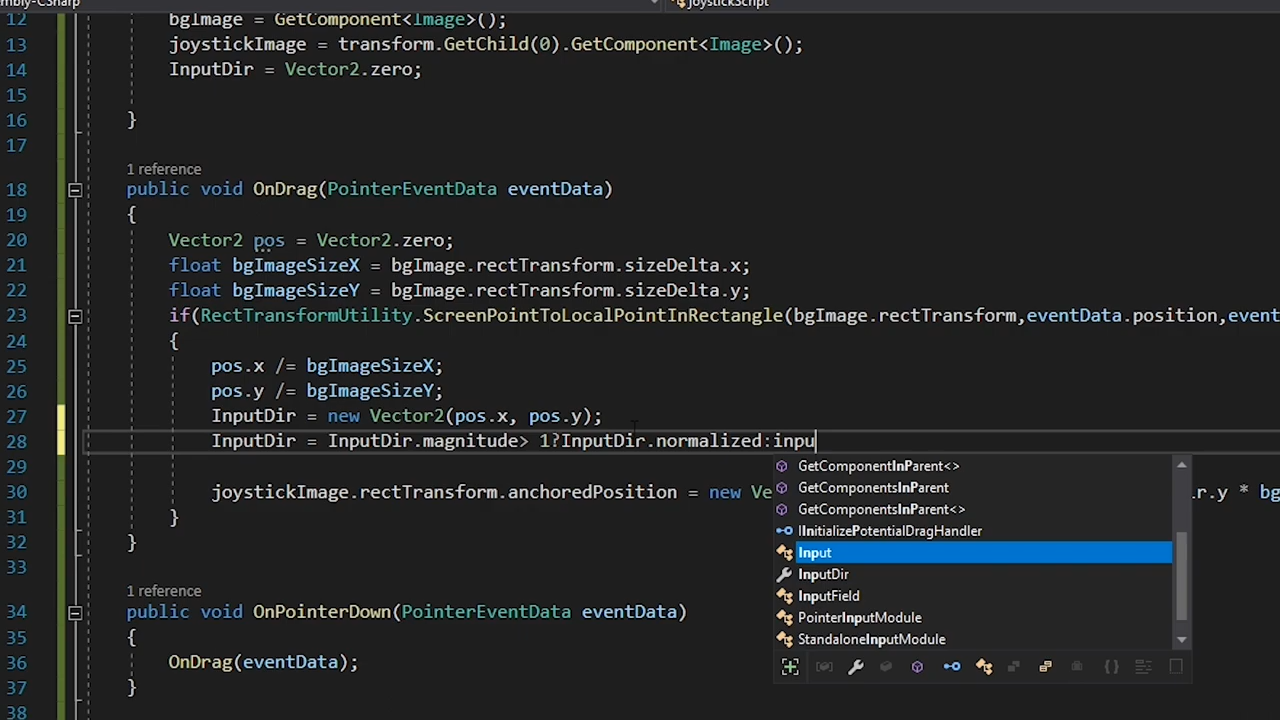 embly-CSharp joystickScript
12 bgImage = GetComponent<Image>();
13 joystickImage = transform.GetChild(0).GetComponent<Image>();
14 InputDir = Vector2.zero;
15
16 }
17
1 reference
18 public void OnDrag(PointerEventData eventData)
19 {
20 Vector2 pos = Vector2.zero;
21 float bgImageSizeX = bgImage.rectTransform.sizeDelta.x;
22 float bgImageSizeY = bgImage.rectTransform.sizeDelta.y;
23 if(RectTransformUtility.ScreenPointToLocalPointInRectangle(bgImage.rectTransform,eventData.position,event
24 {
25 pos.x /= bgImageSizeX;
26 pos.y /= bgImageSizeY;
27 InputDir = new Vector2(pos.x, pos.y);
28 InputDir = InputDir.magnitude> 1?InputDir.normalized:inpu
29
30 joystickImage.rectTransform.anchoredPosition = new Ve r.y * bg
31 }
32 }
33
1 reference
34 public void OnPointerDown(PointerEventData eventData)
35 {
36 OnDrag(eventData);
37 }
38
GetComponentInParent<>
GetComponentsInParent
GetComponentsInParent<>
IInitializePotentialDragHandler
Input
InputDir
InputField
PointerInputModule
StandaloneInputModule